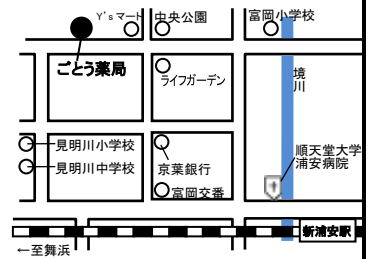 Y'sマート
中央公園
富岡小学校
ごとう薬局
ライフガーデン
境川
見明川小学校
見明川中学校
京葉銀行
富岡交番
順天堂大学
浦安病院
新浦安駅
←至舞浜